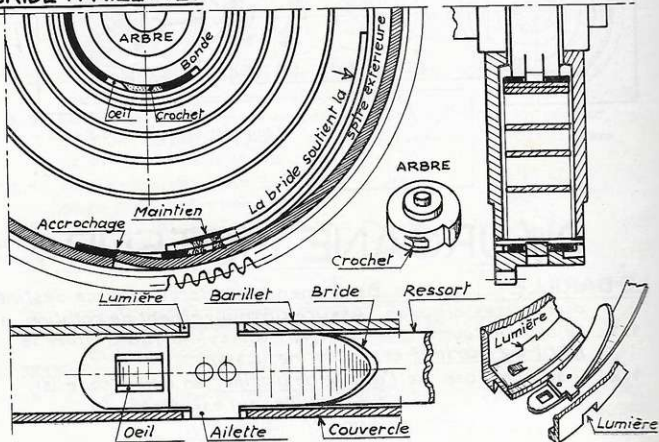 ARBRE
Bande
Oeil
Crochet
La bride soutient la
spire extérieure
Accrochage
Maintien
ARBRE
Crochet
Lumière
Barillet
Bride
Ressort
Lumière
Oeil
Ailette
Couvercle
Lumière